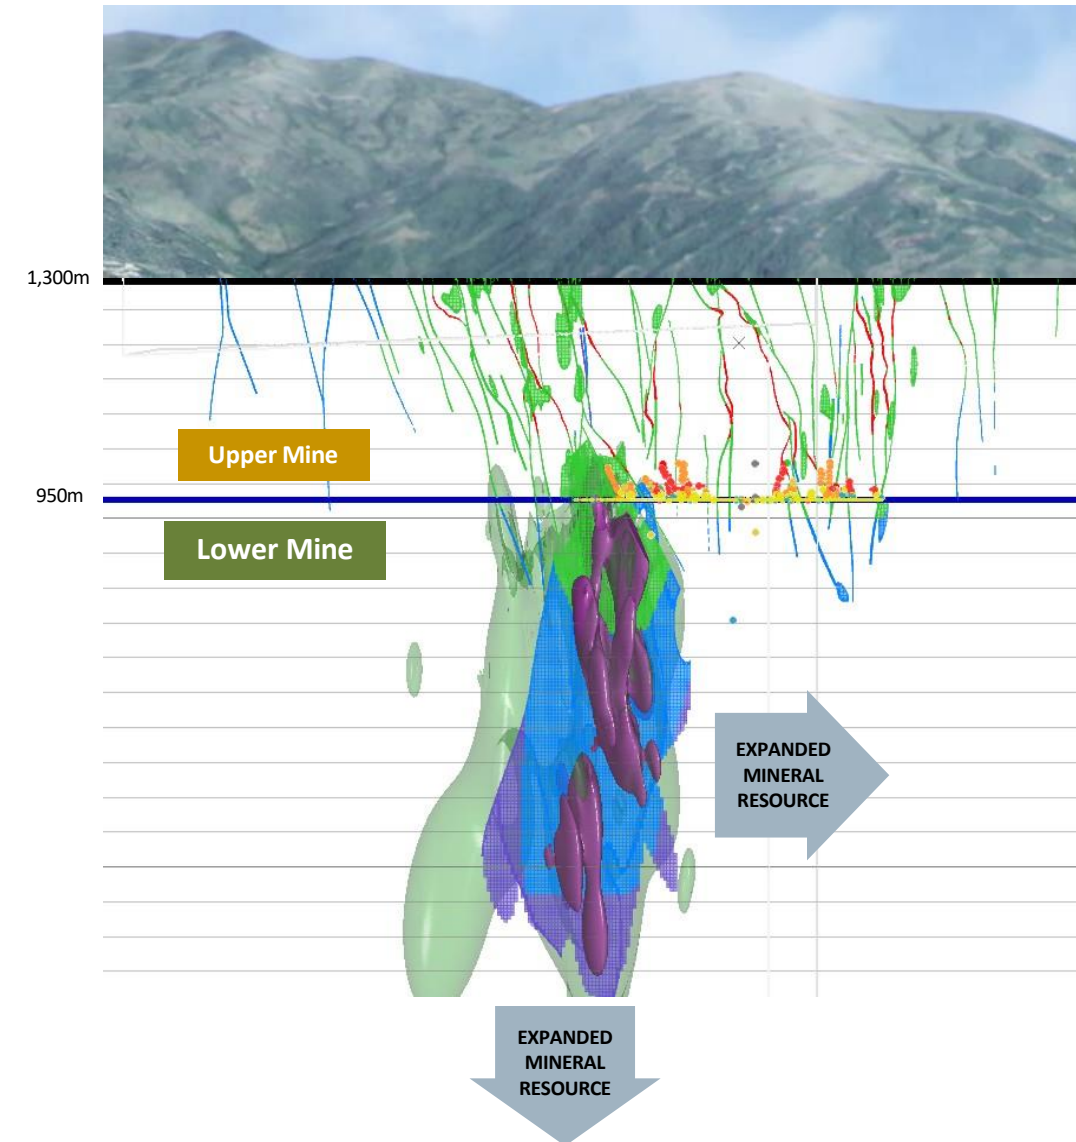 1,300m
Upper Mine
950m
Lower Mine
EXPANDED
MINERAL
RESOURCE
EXPANDED
MINERAL
RESOURCE